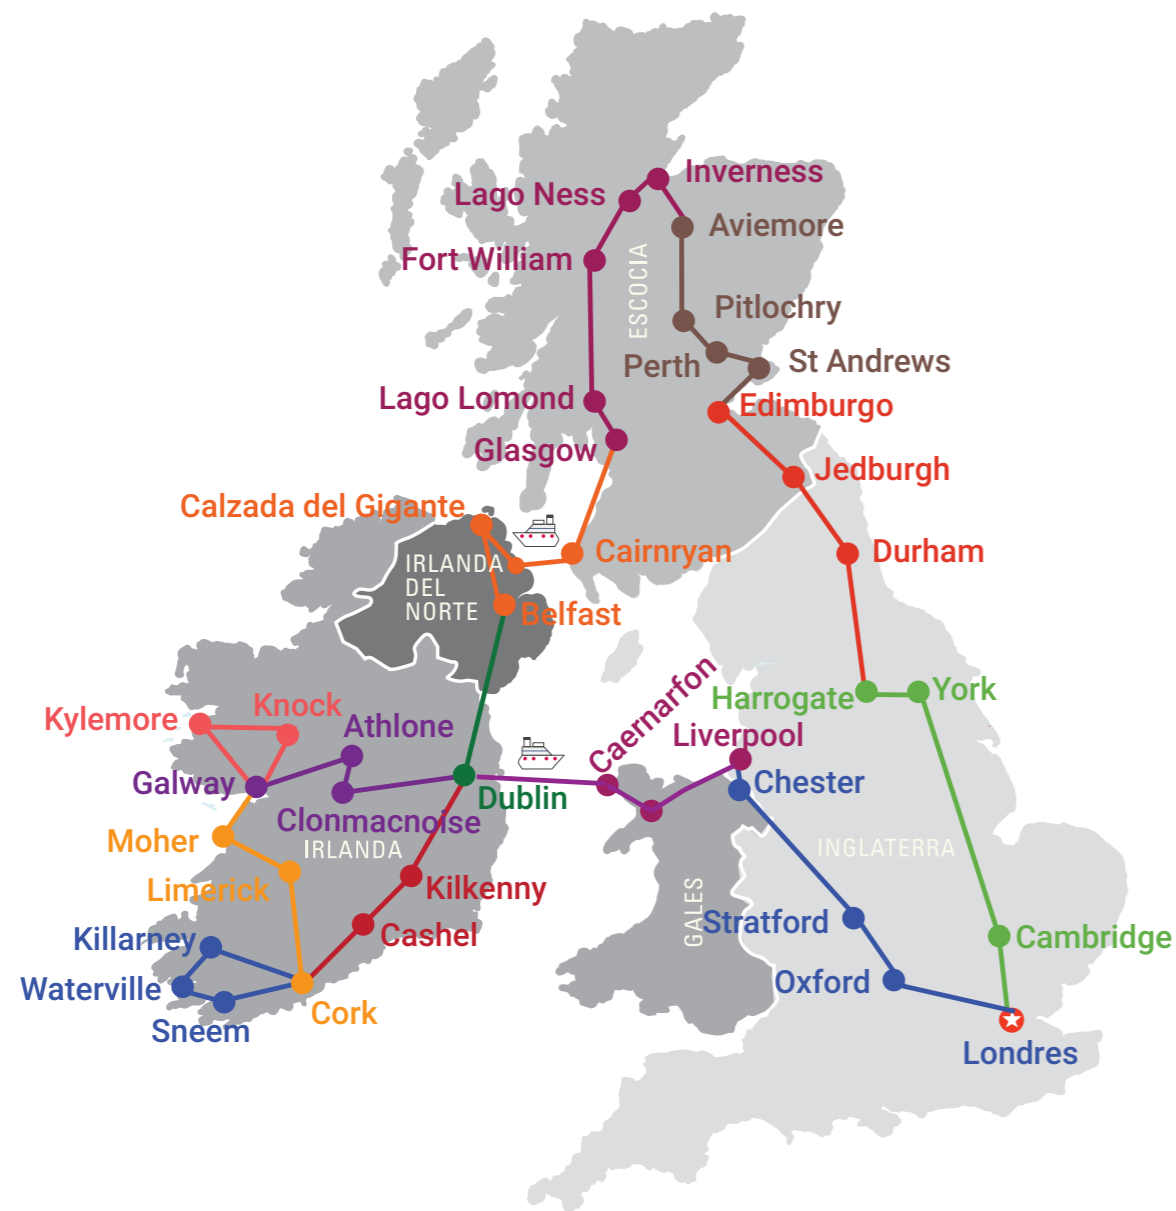 Inverness
Lago Ness
Aviemore
Fort William
ESCOCIA
Pitlochry
Perth
St Andrews
Lago Lomond
Edimburgo
Glasgow
Jedburgh
Calzada del Gigante
Cairnryan
Durham
IRLANDA
DEL
NORTE
Belfast
Caernarfon
Harrogate
York
Knock
Kylemore
Athlone
Liverpool
Galway
Dublin
Chester
Clonmacnoise
Moher
IRLANDA
INGLATERRA
Limerick
Kilkenny
GALES
Stratford
Cashel
Killarney
Cambridge
Waterville
Oxford
Cork
Sneem
Londres